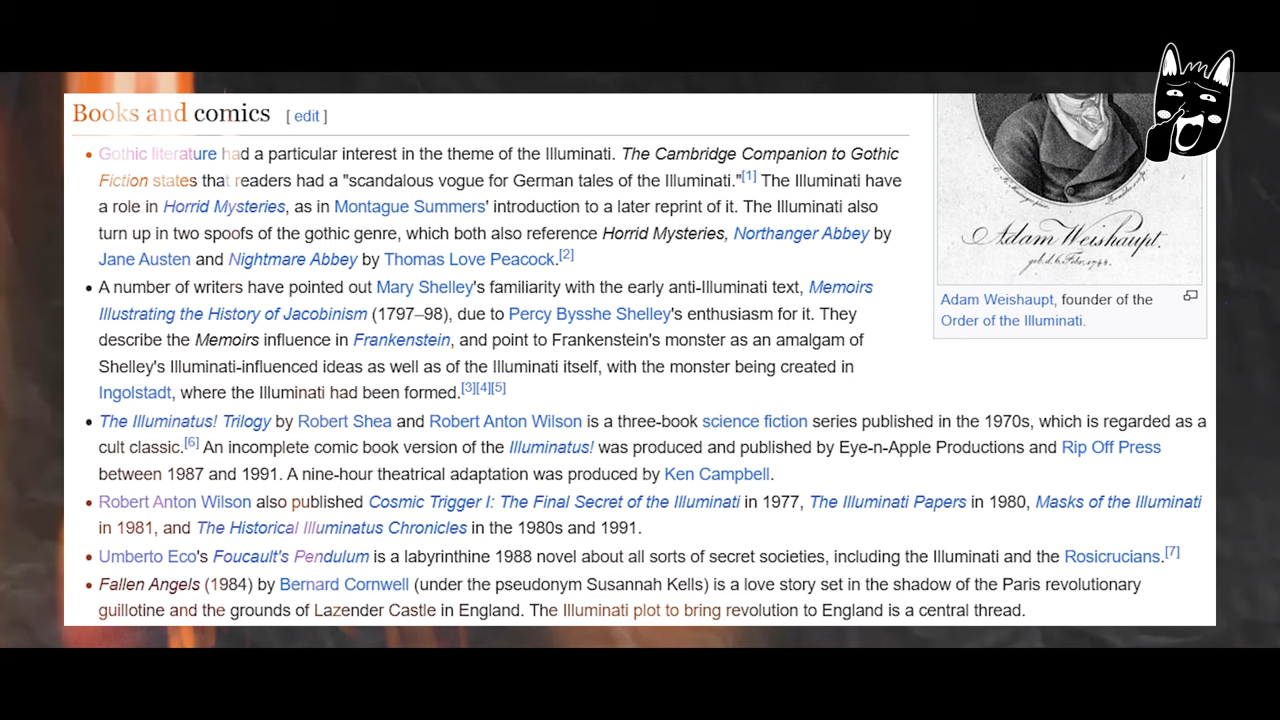 Books and comics [ edit ]
Gothic literature had a particular interest in the theme of the Illuminati. The Cambridge Companion to Gothic
Fiction states that readers had a "scandalous vogue for German tales of the Illuminati."[1] The Illuminati have
a role in Horrid Mysteries, as in Montague Summers' introduction to a later reprint of it. The Illuminati also
turn up in two spoofs of the gothic genre, which both also reference Horrid Mysteries, Northanger Abbey by
Jane Austen and Nightmare Abbey by Thomas Love Peacock.[2]
A number of writers have pointed out Mary Shelley's familiarity with the early anti-Illuminati text, Memoirs
Illustrating the History of Jacobinism (1797–98), due to Percy Bysshe Shelley's enthusiasm for it. They
describe the Memoirs influence in Frankenstein, and point to Frankenstein's monster as an amalgam of
Shelley's Illuminati-influenced ideas as well as of the Illuminati itself, with the monster being created in
Ingolstadt, where the Illuminati had been formed.[3][4][5]
The Illuminatus! Trilogy by Robert Shea and Robert Anton Wilson is a three-book science fiction series published in the 1970s, which is regarded as a
cult classic.[6] An incomplete comic book version of the Illuminatus! was produced and published by Eye-n-Apple Productions and Rip Off Press
between 1987 and 1991. A nine-hour theatrical adaptation was produced by Ken Campbell.
Robert Anton Wilson also published Cosmic Trigger I: The Final Secret of the Illuminati in 1977, The Illuminati Papers in 1980, Masks of the Illuminati
in 1981, and The Historical Illuminatus Chronicles in the 1980s and 1991.
Umberto Eco's Foucault's Pendulum is a labyrinthine 1988 novel about all sorts of secret societies, including the Illuminati and the Rosicrucians.[7]
Fallen Angels (1984) by Bernard Cornwell (under the pseudonym Susannah Kells) is a love story set in the shadow of the Paris revolutionary
guillotine and the grounds of Lazender Castle in England. The Illuminati plot to bring revolution to England is a central thread.
Adam Weishaupt.
Adam Weishaupt, founder of the
Order of the Illuminati.